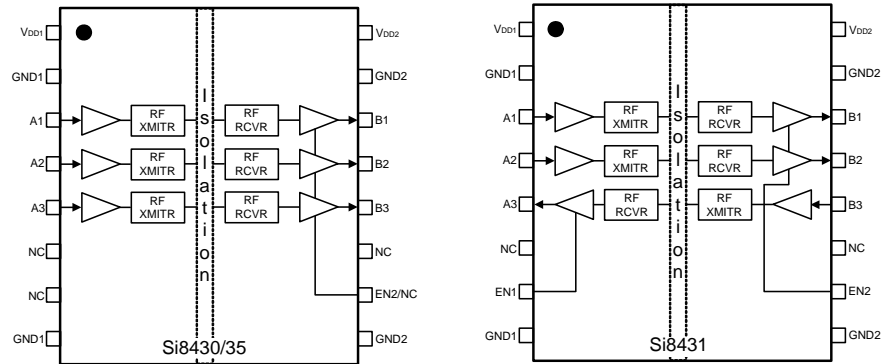 VDD1
VDD2
GND1
GND2
A1
RF
XMITR
RF
RCVR
B1
A2
RF
XMITR
RF
RCVR
B2
A3
RF
XMITR
RF
RCVR
B3
NC
NC
NC
EN2/NC
GND1
GND2
Isolation
Si8430/35
VDD1
VDD2
GND1
GND2
A1
RF
XMITR
RF
RCVR
B1
A2
RF
XMITR
RF
RCVR
B2
A3
RF
RCVR
RF
XMITR
B3
NC
NC
EN1
EN2
GND1
GND2
Isolation
Si8431